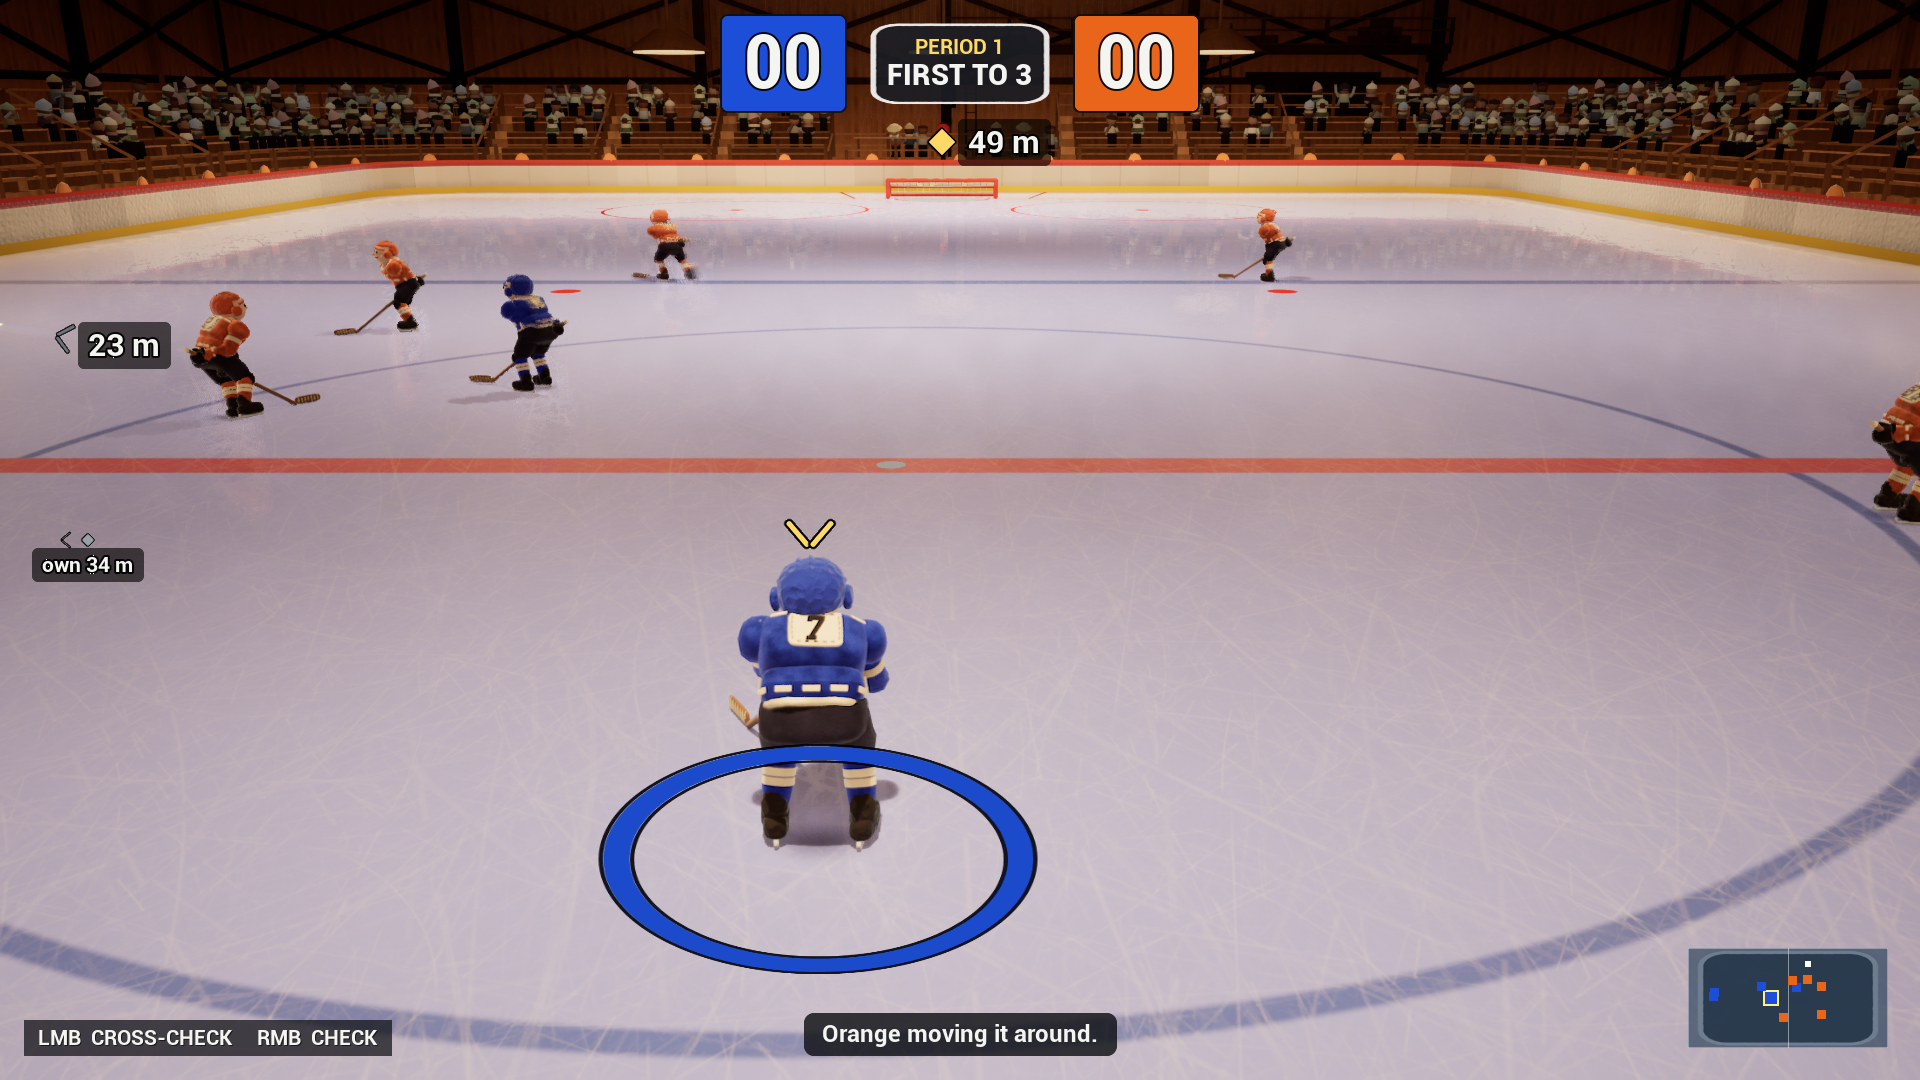 00
PERIOD 1
FIRST TO 3
00
49 m
23 m
own 34 m
7
LMB CROSS-CHECK RMB CHECK
Orange moving it around.